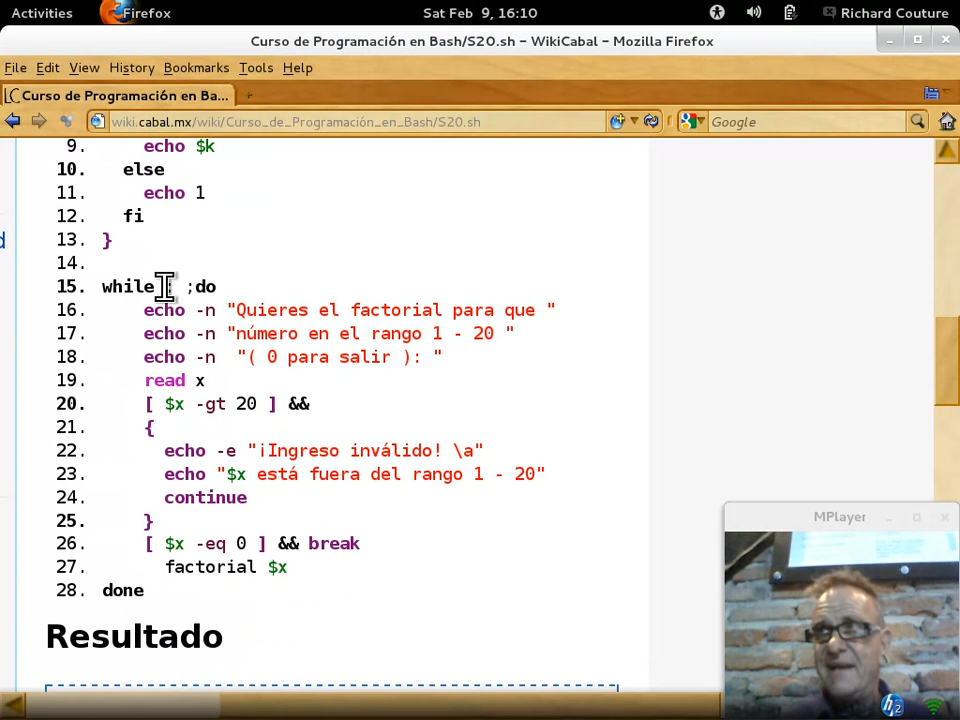 Activities Firefox Sat Feb 9, 16:10 Richard Couture
Curso de Programación en Bash/S20.sh – WikiCabal – Mozilla Firefox
File Edit View History Bookmarks Tools Help
Curso de Programación en Ba...
wiki.cabal.mx/wiki/Curso_de_Programación_en_Bash/S20.sh Google
9. echo $k
10. else
11. echo 1
12. fi
13. }
14.
15. while : ;do
16. echo -n "Quieres el factorial para que "
17. echo -n "número en el rango 1 - 20 "
18. echo -n "( 0 para salir ): "
19. read x
20. [ $x -gt 20 ] &&
21. {
22. echo -e "¡Ingreso inválido! \a"
23. echo "$x está fuera del rango 1 - 20"
24. continue
25. }
26. [ $x -eq 0 ] && break
27. factorial $x
28. done
Resultado
MPlayer